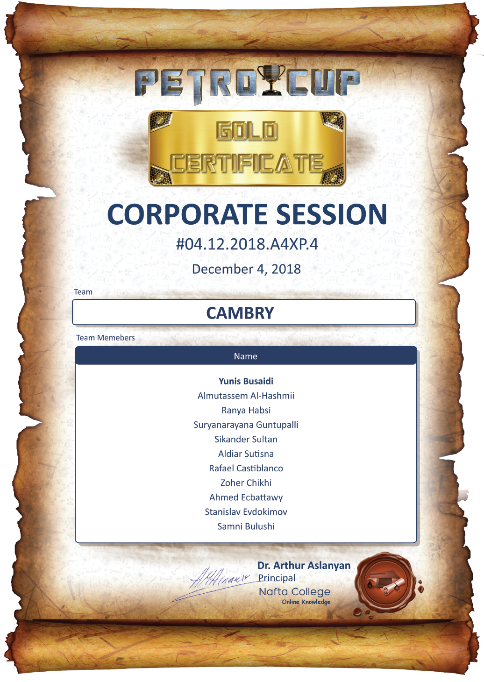 PETRO CUP
GOLD
CERTIFICATE
CORPORATE SESSION
#04.12.2018.A4XP.4
December 4, 2018
Team
CAMBRY
Team Memebers
Name
Yunis Busaidi
Almutassem Al-Hashmii
Ranya Habsi
Suryanarayana Guntupalli
Sikander Sultan
Aldiar Sutisna
Rafael Castiblanco
Zoher Chikhi
Ahmed Ecbattawy
Stanislav Evdokimov
Samni Bulushi
Dr. Arthur Aslanyan
Principal
Nafta College
Online Knowledge